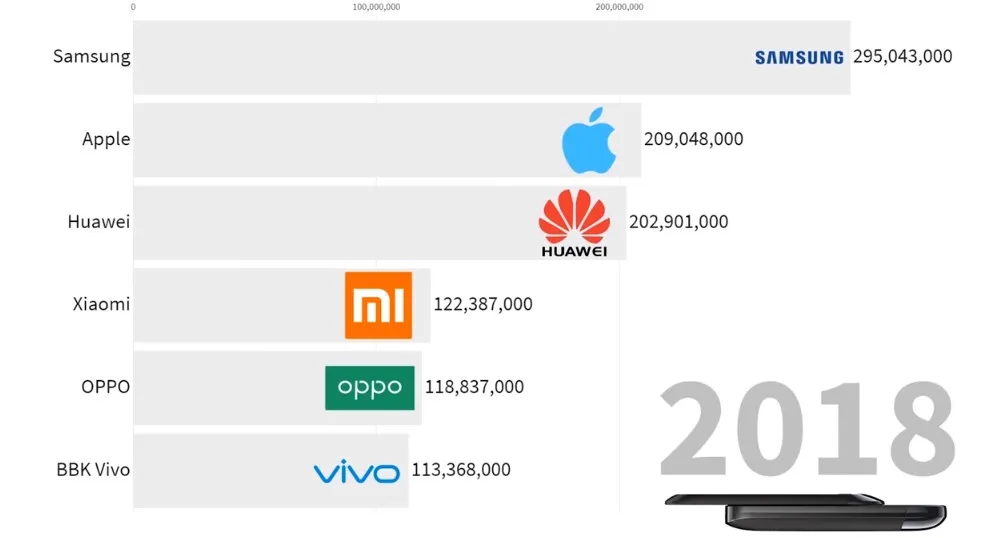 0 100,000,000 200,000,000
Samsung SAMSUNG 295,043,000
Apple 209,048,000
Huawei HUAWEI 202,901,000
Xiaomi mi 122,387,000
OPPO oppo 118,837,000
BBK Vivo vivo 113,368,000
2018